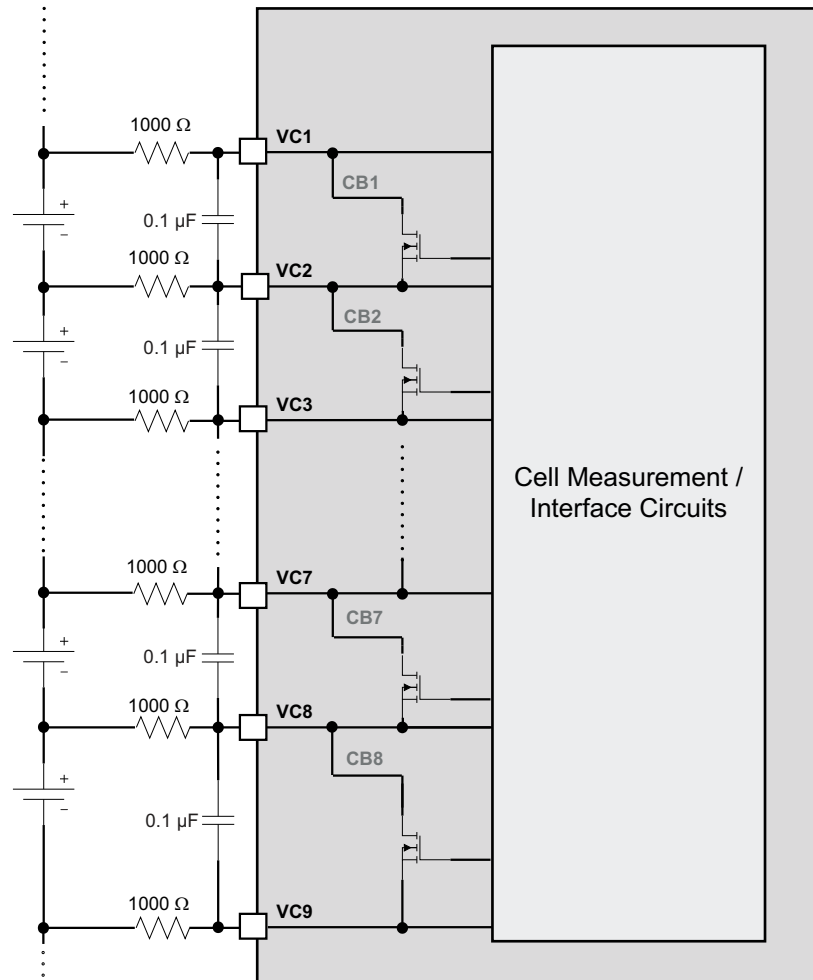 1000 Ω
VC1
CB1
+
0.1 µF
−
1000 Ω
VC2
CB2
+
0.1 µF
−
1000 Ω
VC3
Cell Measurement /
Interface Circuits
1000 Ω
VC7
CB7
+
0.1 µF
−
1000 Ω
VC8
CB8
+
−
0.1 µF
1000 Ω
VC9